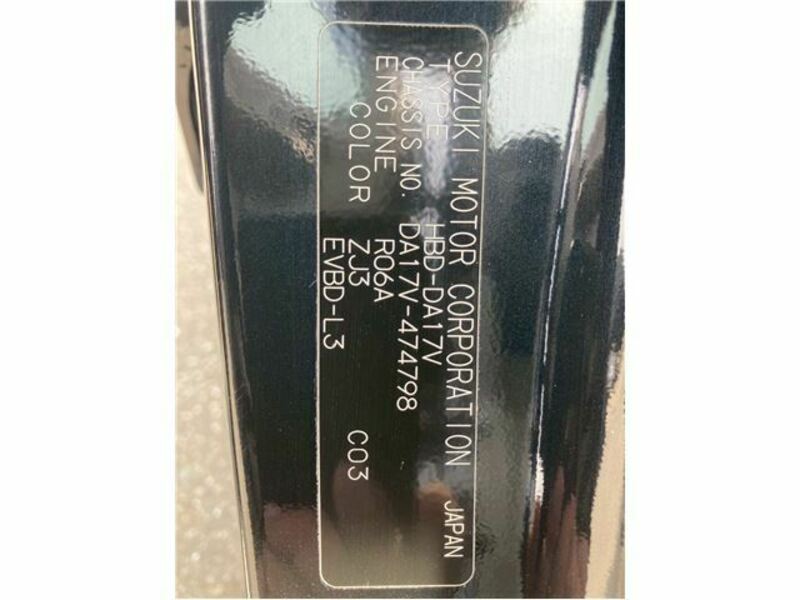 SUZUKI MOTOR CORPORATION JAPAN
TYPE HBD-DA17V
CHASSIS NO. DA17V-474798
ENGINE R06A
COLOR ZJ3 C03
EVBD-L3